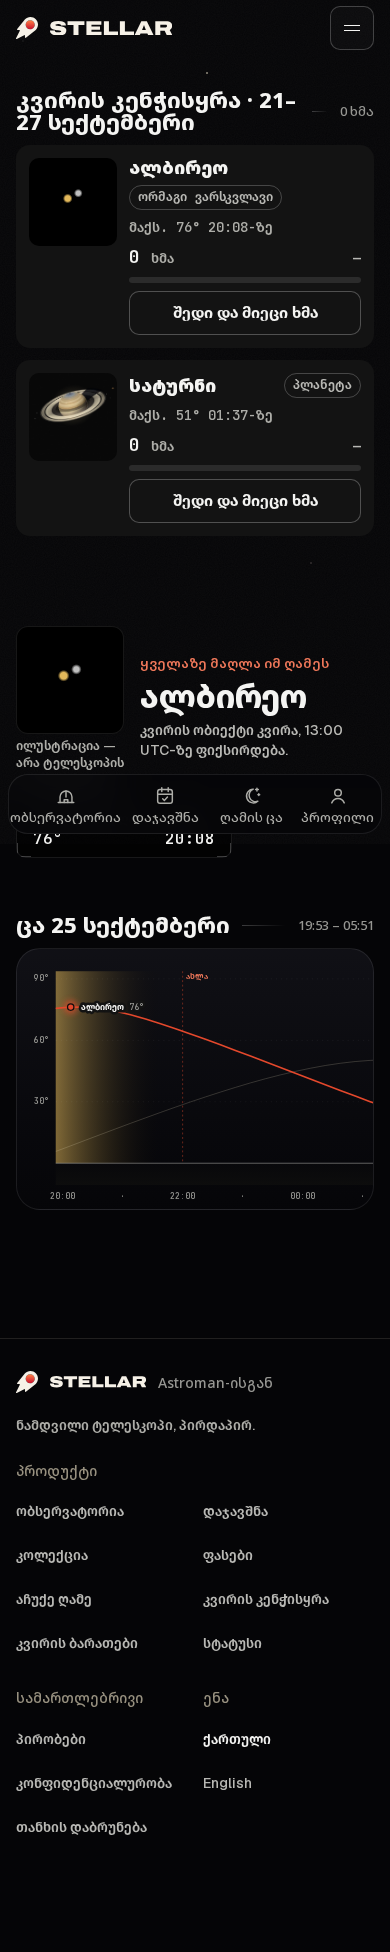 STELLAR
კვირის კენჭისყრა · 21–
27 სექტემბერი
0 ხმა
ალბირეო
ორმაგი ვარსკვლავი
მაქს. 76° 20:08-ზე
0 ხმა
—
შედი და მიეცი ხმა
სატურნი
პლანეტა
მაქს. 51° 01:37-ზე
0 ხმა
—
შედი და მიეცი ხმა
ყველაზე მაღლა იმ ღამეს
ალბირეო
კვირის ობიექტი კვირა, 13:00
UTC-ზე ფიქსირდება.
ილუსტრაცია —
არა ტელესკოპის
ობსერვატორია
დაჯავშნა
ღამის ცა
პროფილი
76°
20:08
ცა 25 სექტემბერი
19:53 – 05:51
90°
ახლა
ალბირეო 76°
60°
30°
20:00 · 22:00 · 00:00 ·
STELLAR Astroman-ისგან
ნამდვილი ტელესკოპი, პირდაპირ.
პროდუქტი
ობსერვატორია
დაჯავშნა
კოლექცია
ფასები
აჩუქე ღამე
კვირის კენჭისყრა
კვირის ბარათები
სტატუსი
სამართლებრივი
ენა
პირობები
ქართული
კონფიდენციალურობა
English
თანხის დაბრუნება